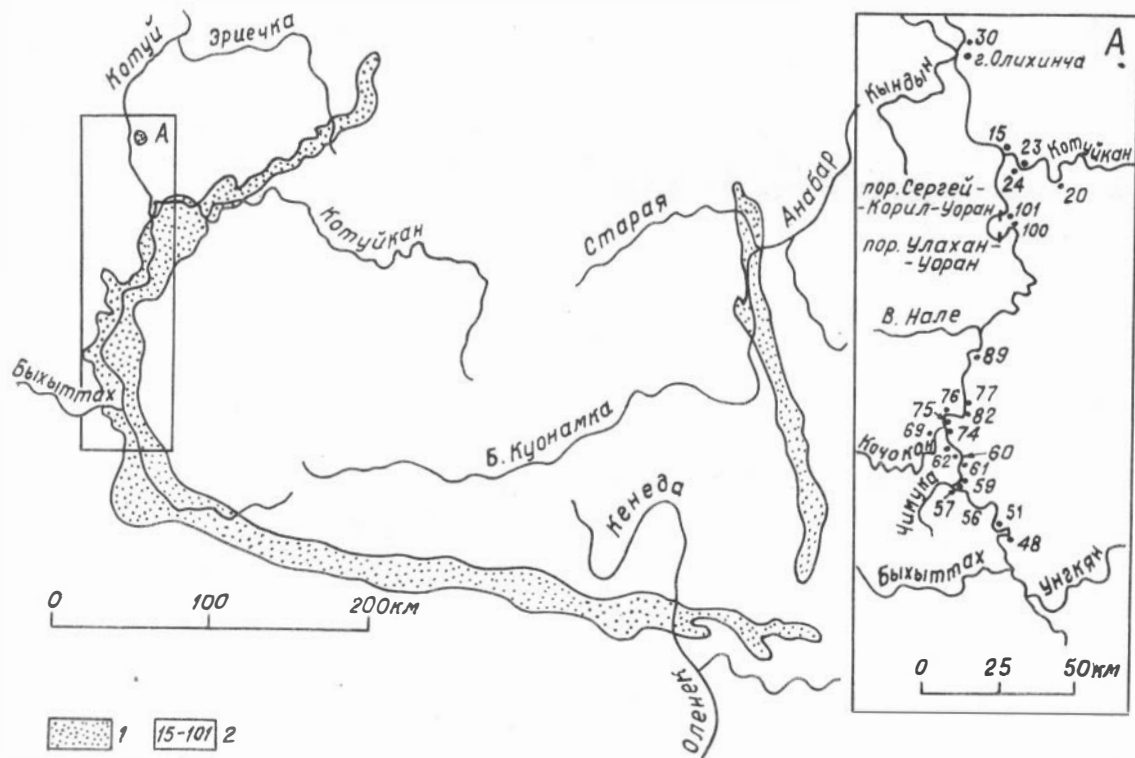 Котуй
Эриечка
А
Котуйкан
Старая
Анабар
Быхыттах
Б. Куонамка
Кенеда
Оленек
0 100 200км
1
15-101 2
А
30
г. Олихинча
Кындын
15
23
Котуйкан
24
20
пор. Сергей-
-Корил-Уоран
101
100
пор. Улахан-
-Уоран
В. Нале
89
76
77
75
82
69
74
Кочокан
62
60
61
Чимука
59
57
56
51
48
Быхыттах
Унгкян
0 25 50км